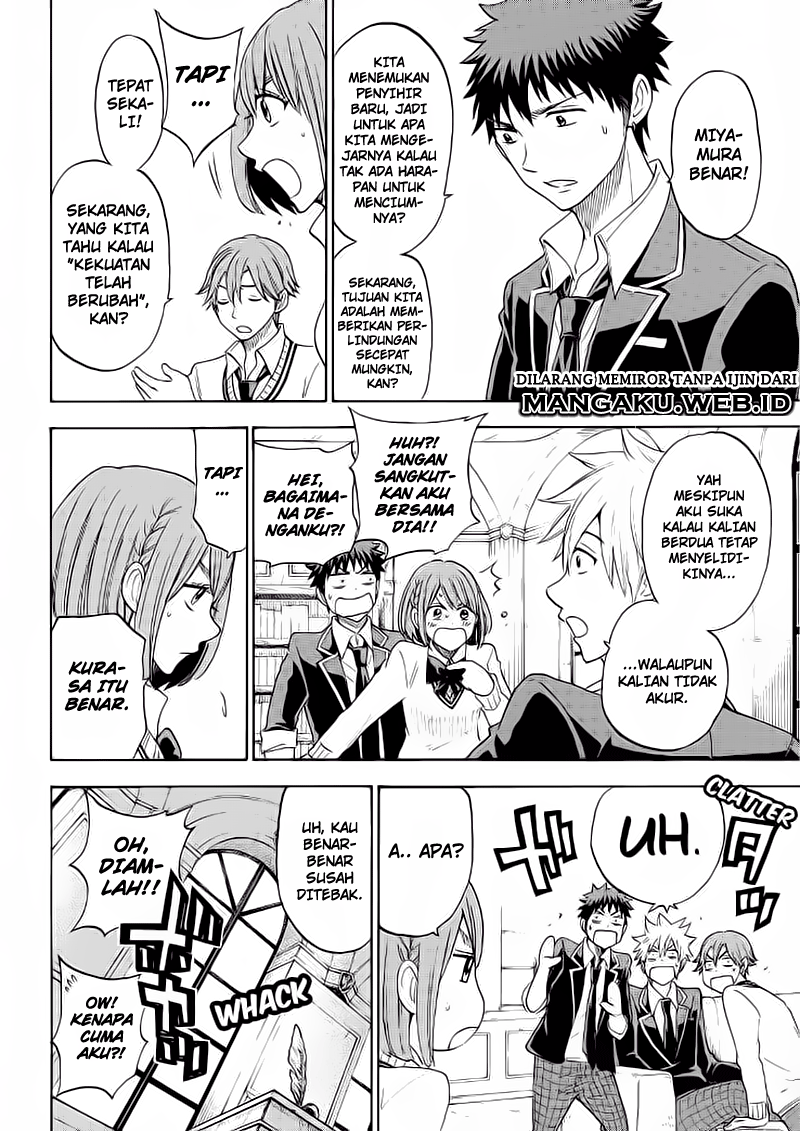 MIYA-
MURA
BENAR!
KITA
MENEMUKAN
PENYIHIR
BARU, JADI
UNTUK APA
KITA MENGE-
JARNYA KALAU
TAK ADA HARA-
PAN UNTUK
MENCIUM-
NYA?
SEKARANG,
TUJUAN KITA
ADALAH MEM-
BERIKAN PER-
LINDUNGAN
SECEPAT
MUNGKIN,
KAN?
TAPI
...
TEPAT
SEKA-
LI!
SEKARANG,
YANG KITA
TAHU KALAU
"KEKUATAN
TELAH
BERUBAH",
KAN?
DILARANG MEMIROR TANPA IJIN DARI
MANGAKU.WEB.ID
YAH
MESKIPUN
AKU SUKA
KALAU KALIAN
BERDUA TETAP
MENYELIDI-
KINYA...
...WALAUPUN
KALIAN TIDAK
AKUR.
HUH?!
JANGAN
SANGKUT-
KAN AKU
BERSAMA
DIA!!
HEI,
BAGAIMA-
NA DE-
NGANKU?!
TAPI
...
KURA-
SA ITU
BENAR.
CLATTER
UH.
A.. APA?
UH, KAU
BENAR-
BENAR
SUSAH
DITEBAK.
OH,
DIAM-
LAH!!
WHACK
OW!
KENAPA
CUMA
AKU?!